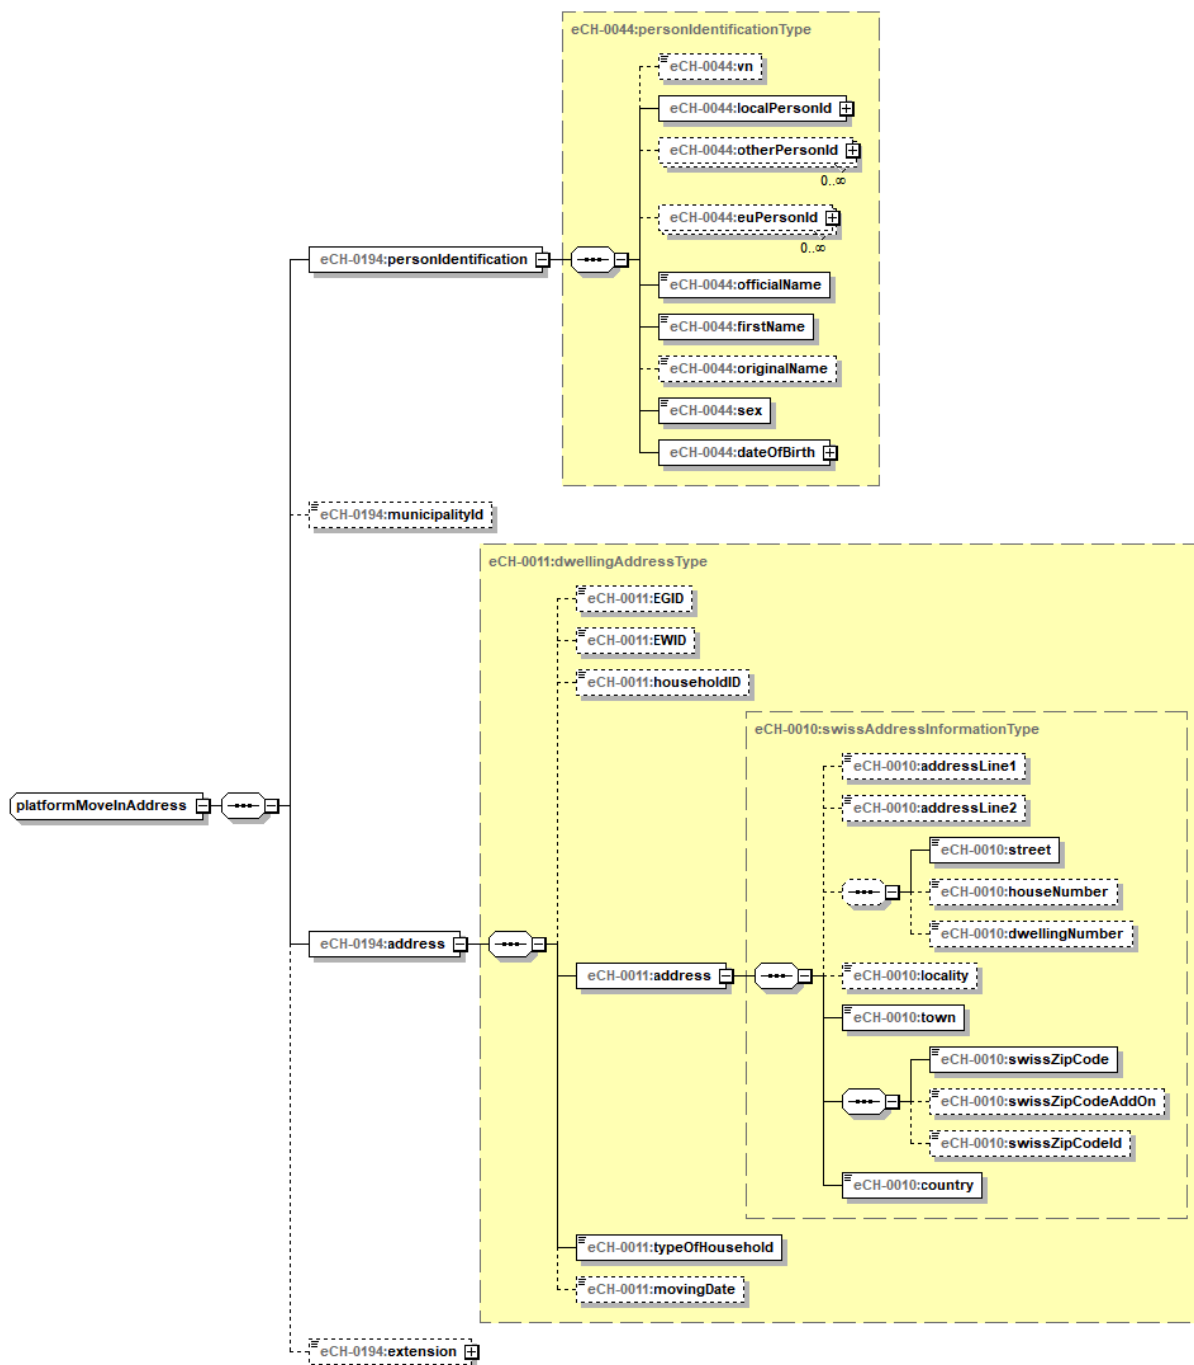 eCH-0044:personIdentificationType
eCH-0044:vn
eCH-0044:localPersonId
eCH-0044:otherPersonId
0..∞
eCH-0044:euPersonId
0..∞
eCH-0194:personIdentification
eCH-0044:officialName
eCH-0044:firstName
eCH-0044:originalName
eCH-0044:sex
eCH-0044:dateOfBirth
eCH-0194:municipalityId
eCH-0011:dwellingAddressType
eCH-0011:EGID
eCH-0011:EWID
eCH-0011:householdID
eCH-0010:swissAddressInformationType
eCH-0010:addressLine1
platformMoveInAddress
eCH-0010:addressLine2
eCH-0010:street
eCH-0010:houseNumber
eCH-0010:dwellingNumber
eCH-0194:address
eCH-0011:address
eCH-0010:locality
eCH-0010:town
eCH-0010:swissZipCode
eCH-0010:swissZipCodeAddOn
eCH-0010:swissZipCodeId
eCH-0010:country
eCH-0011:typeOfHousehold
eCH-0011:movingDate
eCH-0194:extension